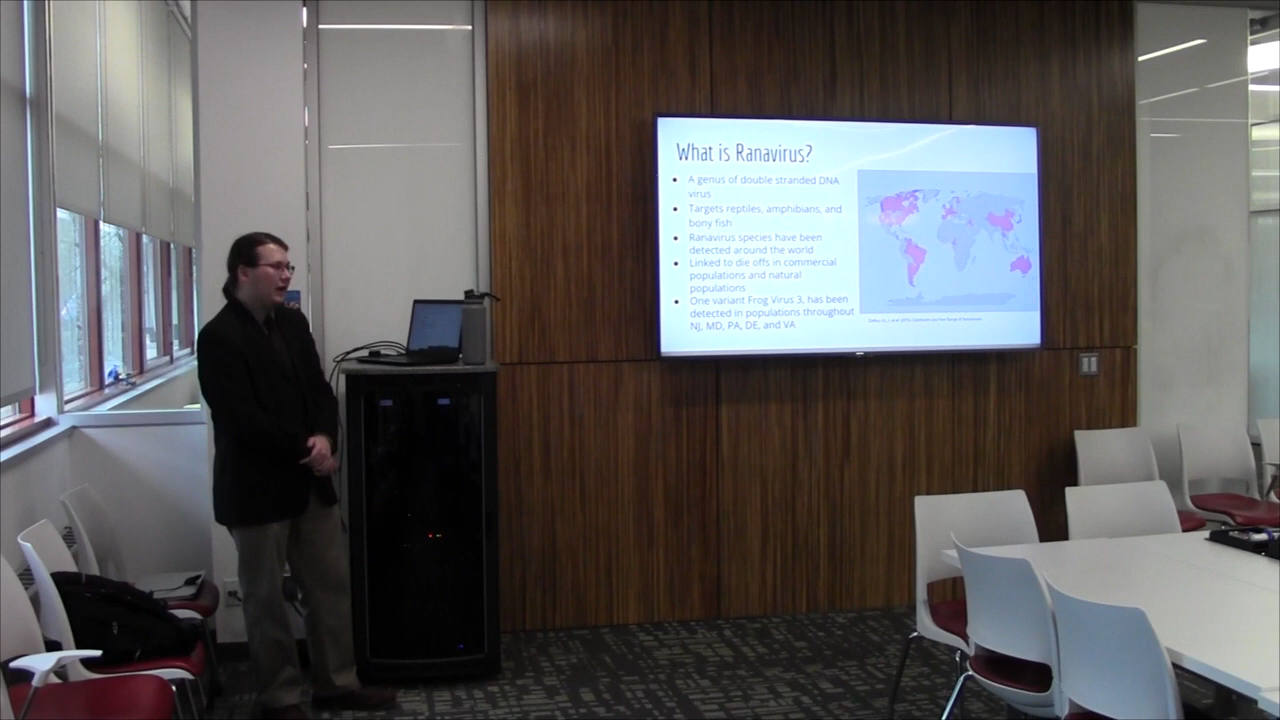 What is Ranavirus?
A genus of double stranded DNA
virus
Targets reptiles, amphibians, and
bony fish
Ranavirus species have been
detected around the world
Linked to die offs in commercial
populations and natural
populations
One variant Frog Virus 3, has been
detected in populations throughout
NJ, MD, PA, DE, and VA